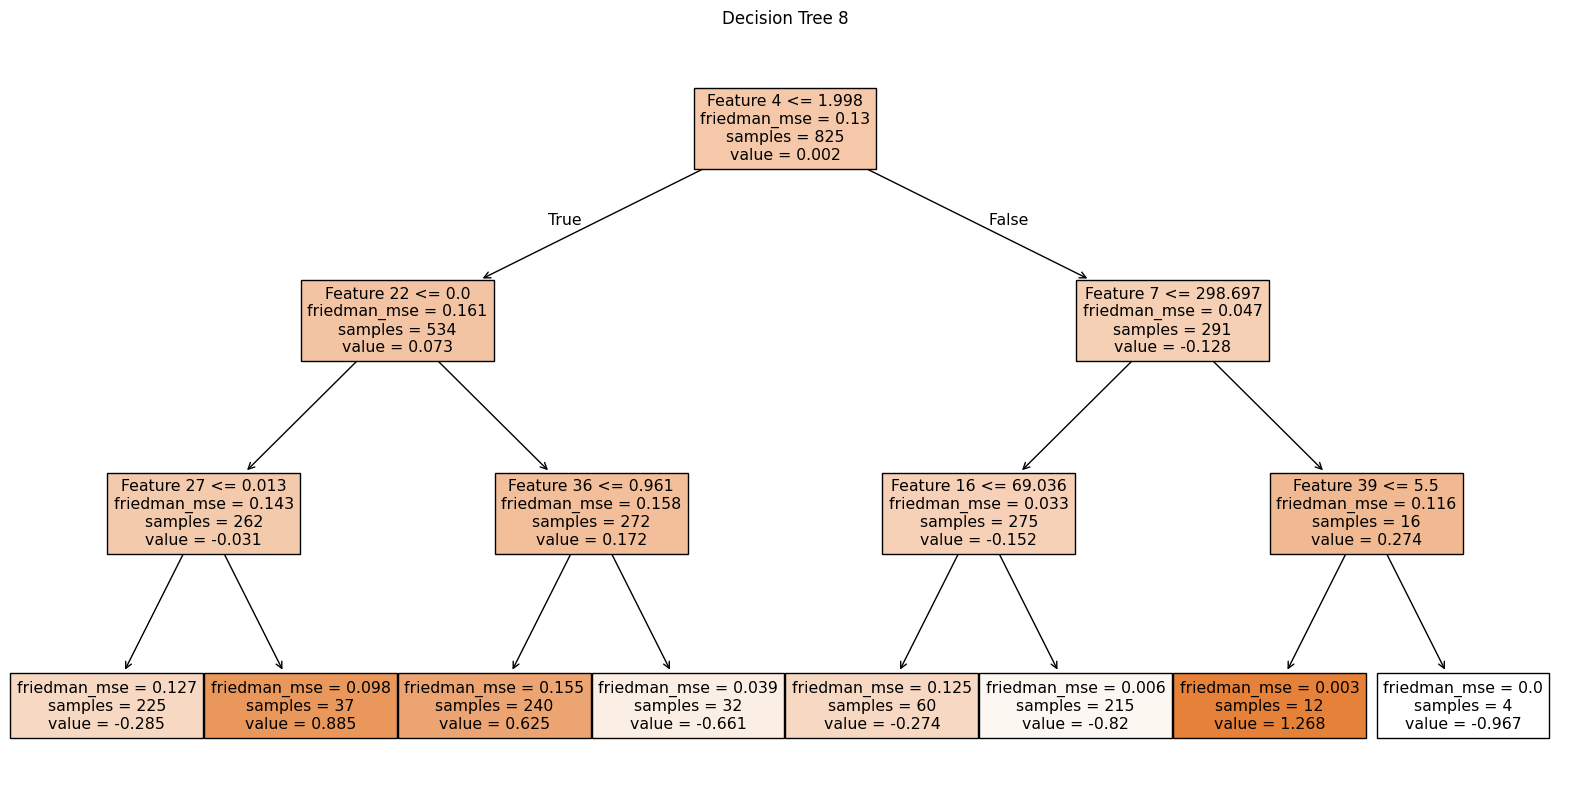 Decision Tree 8
Feature 4 <= 1.998
friedman_mse = 0.13
samples = 825
value = 0.002
True
False
Feature 22 <= 0.0
friedman_mse = 0.161
samples = 534
value = 0.073
Feature 7 <= 298.697
friedman_mse = 0.047
samples = 291
value = -0.128
Feature 27 <= 0.013
friedman_mse = 0.143
samples = 262
value = -0.031
Feature 36 <= 0.961
friedman_mse = 0.158
samples = 272
value = 0.172
Feature 16 <= 69.036
friedman_mse = 0.033
samples = 275
value = -0.152
Feature 39 <= 5.5
friedman_mse = 0.116
samples = 16
value = 0.274
friedman_mse = 0.127
samples = 225
value = -0.285
friedman_mse = 0.098
samples = 37
value = 0.885
friedman_mse = 0.155
samples = 240
value = 0.625
friedman_mse = 0.039
samples = 32
value = -0.661
friedman_mse = 0.125
samples = 60
value = -0.274
friedman_mse = 0.006
samples = 215
value = -0.82
friedman_mse = 0.003
samples = 12
value = 1.268
friedman_mse = 0.0
samples = 4
value = -0.967